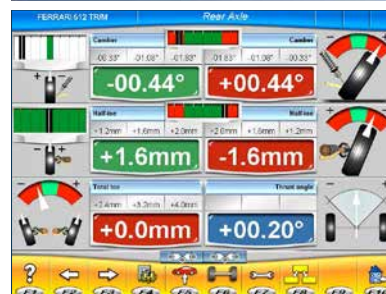 FERRARI 612 TRIM Rear Axle
Camber Camber
-00.33° -01.08° -01.83° -01.83° -01.08° -00.33°
-00.44° +00.44°
Half-toe Half-toe
+1.2mm +1.6mm +2.0mm +2.0mm +1.6mm +1.2mm
+1.6mm -1.6mm
Total toe Thrust angle
+2.4mm +3.2mm +4.0mm
+0.0mm +00.20°
?